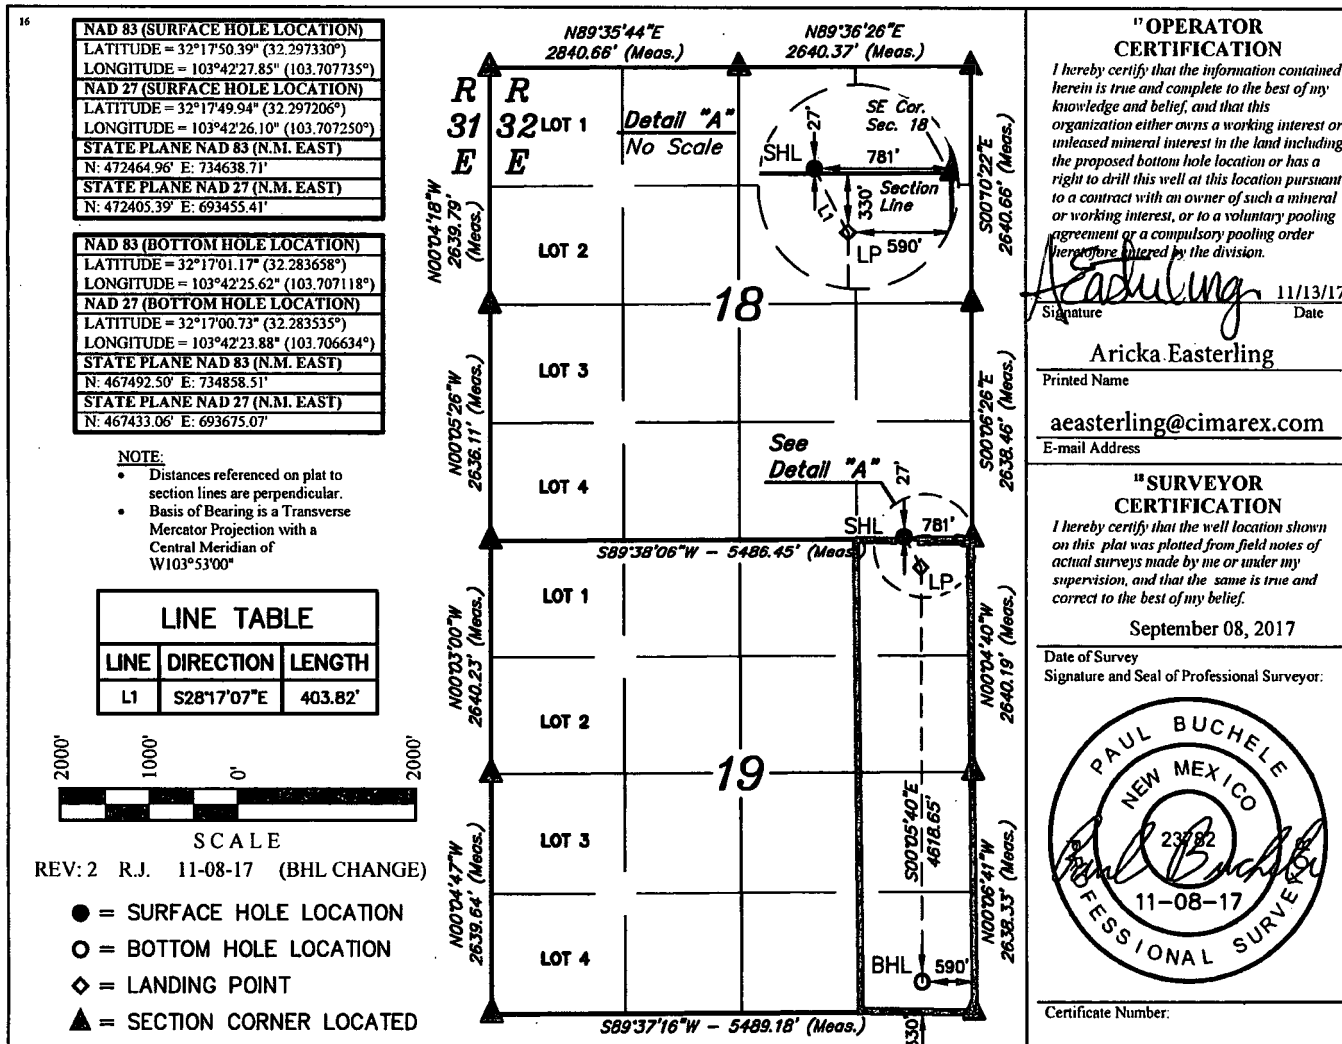 16
NAD 83 (SURFACE HOLE LOCATION)
LATITUDE = 32°17'50.39" (32.297330°)
LONGITUDE = 103°42'27.85" (103.707735°)
NAD 27 (SURFACE HOLE LOCATION)
LATITUDE = 32°17'49.94" (32.297206°)
LONGITUDE = 103°42'26.10" (103.707250°)
STATE PLANE NAD 83 (N.M. EAST)
N: 472464.96' E: 734638.71'
STATE PLANE NAD 27 (N.M. EAST)
N: 472405.39' E: 693455.41'
NAD 83 (BOTTOM HOLE LOCATION)
LATITUDE = 32°17'01.17" (32.283658°)
LONGITUDE = 103°42'25.62" (103.707118°)
NAD 27 (BOTTOM HOLE LOCATION)
LATITUDE = 32°17'00.73" (32.283535°)
LONGITUDE = 103°42'23.88" (103.706634°)
STATE PLANE NAD 83 (N.M. EAST)
N: 467492.50' E: 734858.51'
STATE PLANE NAD 27 (N.M. EAST)
N: 467433.06' E: 693675.07'
NOTE:
• Distances referenced on plat to
section lines are perpendicular.
• Basis of Bearing is a Transverse
Mercator Projection with a
Central Meridian of
W103°53'00"
LINE TABLE
LINE DIRECTION LENGTH
L1 S28°17'07"E 403.82'
2000' 1000' 0' 2000'
SCALE
REV: 2 R.J. 11-08-17 (BHL CHANGE)
= SURFACE HOLE LOCATION
= BOTTOM HOLE LOCATION
= LANDING POINT
= SECTION CORNER LOCATED
N89°35'44"E
2840.66' (Meas.)
N89°36'26"E
2640.37' (Meas.)
R R
31 32
E E
LOT 1
Detail "A"
No Scale
27'
SE Cor.
Sec. 18
SHL
781'
Section
Line
330'
L1
LP
590'
N00°04'18"W
2639.79'
(Meas.)
S00°10'22"E
2640.66' (Meas.)
LOT 2
18
LOT 3
N00°05'26"W
2636.11' (Meas.)
S00°06'26"E
2638.46' (Meas.)
LOT 4
See
Detail "A"
27'
SHL
781'
LP
S89°38'06"W - 5486.45' (Meas.)
LOT 1
N00°03'00"W
2640.23' (Meas.)
N00°04'40"W
2640.19' (Meas.)
LOT 2
19
S00°05'40"E
4618.65'
LOT 3
N00°04'47"W
2639.64' (Meas.)
N00°06'41"W
2638.33' (Meas.)
LOT 4
BHL
590'
330'
S89°37'16"W - 5489.18' (Meas.)
17 OPERATOR
CERTIFICATION
I hereby certify that the information contained
herein is true and complete to the best of my
knowledge and belief, and that this
organization either owns a working interest or
unleased mineral interest in the land including
the proposed bottom hole location or has a
right to drill this well at this location pursuant
to a contract with an owner of such a mineral
or working interest, or to a voluntary pooling
agreement or a compulsory pooling order
heretofore entered by the division.
AEasterling 11/13/17
Signature Date
Aricka Easterling
Printed Name
aeasterling@cimarex.com
E-mail Address
18 SURVEYOR
CERTIFICATION
I hereby certify that the well location shown
on this plat was plotted from field notes of
actual surveys made by me or under my
supervision, and that the same is true and
correct to the best of my belief.
September 08, 2017
Date of Survey
Signature and Seal of Professional Surveyor:
PAUL BUCHELE
NEW MEXICO
23782
Paul Buchele
11-08-17
PROFESSIONAL SURVEYOR
Certificate Number: